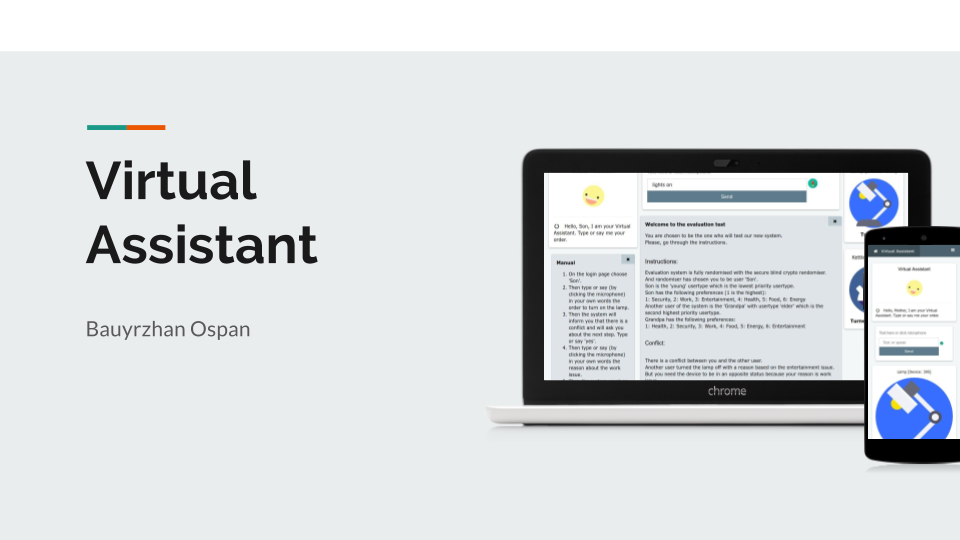 Virtual
Assistant
Bauyrzhan Ospan
lights on
Send
Hello, Son, I am your Virtual
Assistant. Type or say me your
order.
Manual
1. On the login page choose
'Son'.
2. Then type or say (by
clicking the microphone)
in your own words the
order to turn on the lamp.
3. Then the system will
inform you that there is a
conflict and will ask you
about the next step. Type
or say 'yes'.
4. Then type or say (by
clicking the microphone)
in your own words the
reason about the work
issue.
Welcome to the evaluation test
You are chosen to be the one who will test our new system.
Please, go through the instructions.
Instructions:
Evaluation system is fully randomised with the secure blind crypto randomiser.
And randomiser has chosen you to be user 'Son'.
Son is the 'young' usertype which is the lowest priority usertype.
Son has the following preferences (1 is the highest):
1: Security, 2: Work, 3: Entertainment, 4: Health, 5: Food, 6: Energy
Another user of the system is the 'Grandpa' with usertype 'older' which is the
second highest priority usertype.
Grandpa has the following preferences:
1: Health, 2: Security, 3: Work, 4: Food, 5: Energy, 6: Entertainment
Conflict:
There is a conflict between you and the other user.
Another user turned the lamp off with a reason based on the entertainment issue.
But you need the device to be in an opposite status because your reason is work
chrome
Virtual Assistant
Virtual Assistant
Hello, Mother, I am your Virtual
Assistant. Type or say me your order.
Type here or click microphone
Type or speak
Send
Lamp (Device: ON)